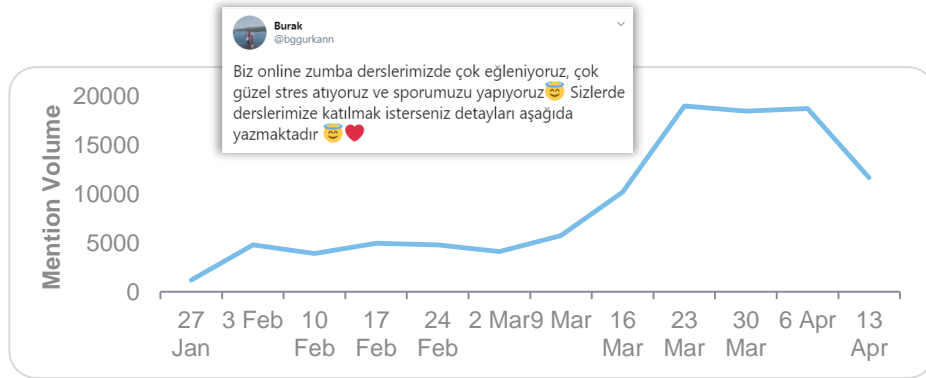 Burak
@bggurkann
Biz online zumba derslerimizde çok eğleniyoruz, çok
güzel stres atıyoruz ve sporumuzu yapıyoruz😇 Sizlerde
derslerimize katılmak isterseniz detayları aşağıda
yazmaktadır 😇❤️
Mention Volume
20000
15000
10000
5000
0
27 3 Feb 10 17 24 2 Mar 9 Mar 16 23 30 6 Apr 13
Jan Feb Feb Feb Mar Mar Mar Apr